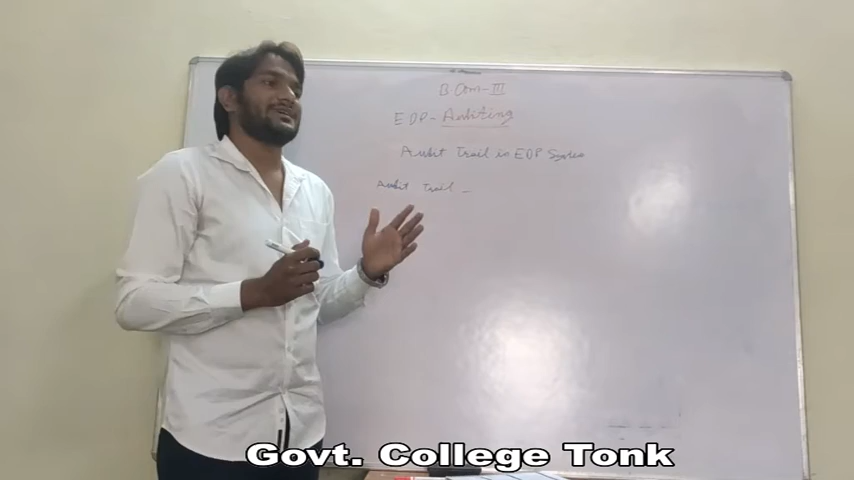 B.Com-III
EDP-Auditing
Audit Trail in EDP System
Audit Trail -
Govt. College Tonk